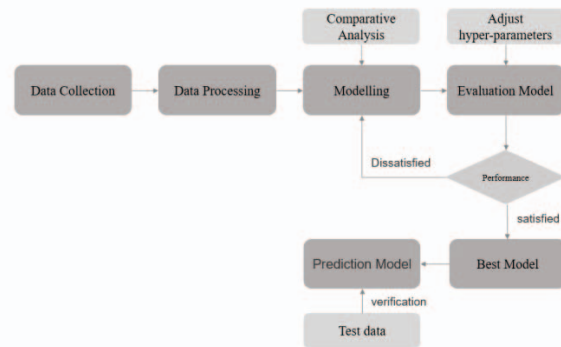 Comparative
Analysis
Adjust
hyper-parameters
Data Collection
Data Processing
Modelling
Evaluation Model
Dissatisfied
Performance
satisfied
Prediction Model
Best Model
verification
Test data